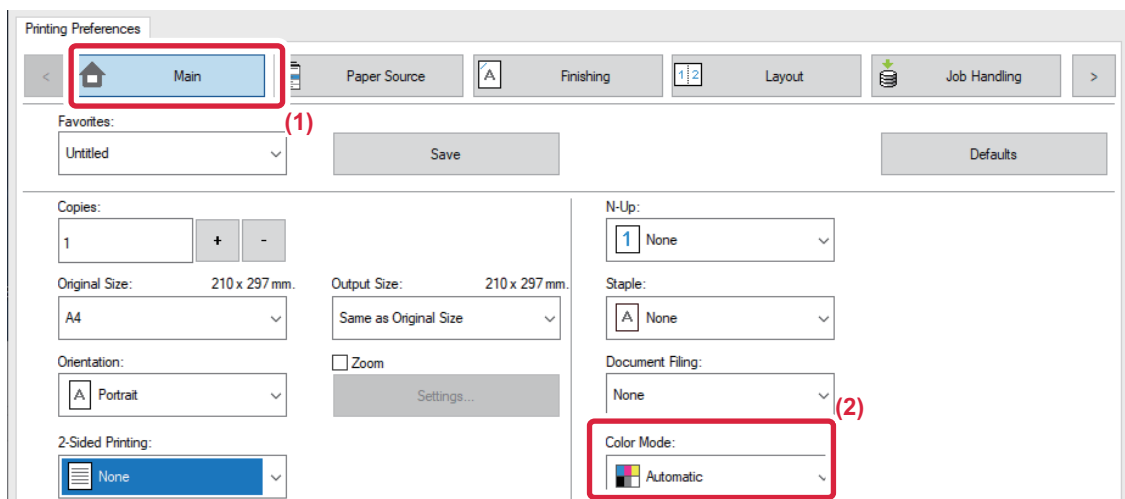 Printing Preferences
< Main Paper Source A Finishing 1 2 Layout Job Handling >
(1)
Favorites:
Untitled Save Defaults
Copies: N-Up:
1 + - 1 None
Original Size: 210 x 297 mm. Output Size: 210 x 297 mm. Staple:
A4 Same as Original Size A None
Orientation: Zoom Document Filing:
A Portrait Settings... None
(2)
2-Sided Printing: Color Mode:
None Automatic